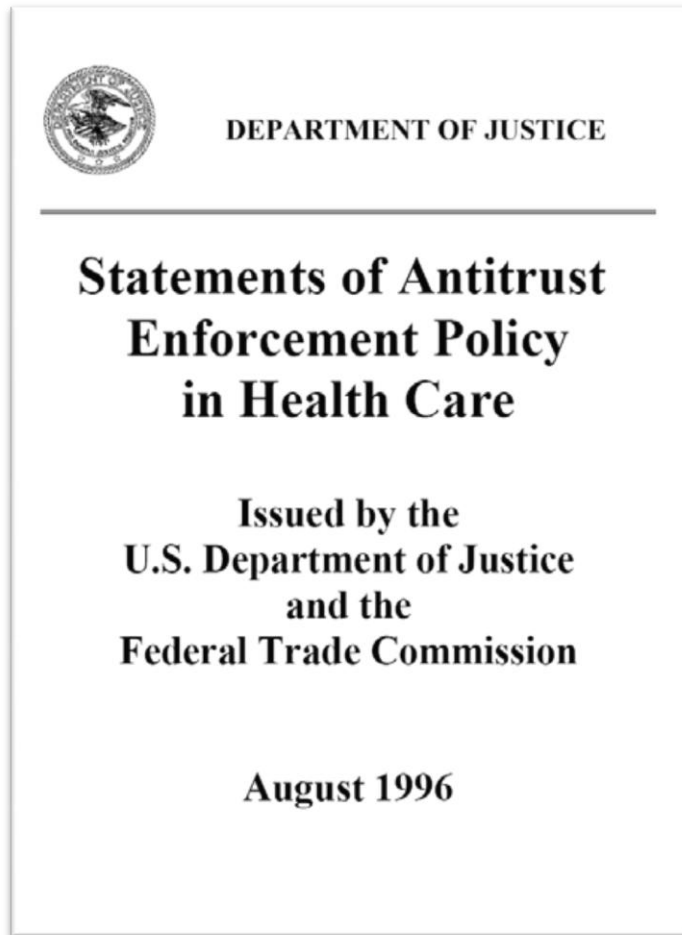 DEPARTMENT OF JUSTICE
Statements of Antitrust
Enforcement Policy
in Health Care
Issued by the
U.S. Department of Justice
and the
Federal Trade Commission
August 1996